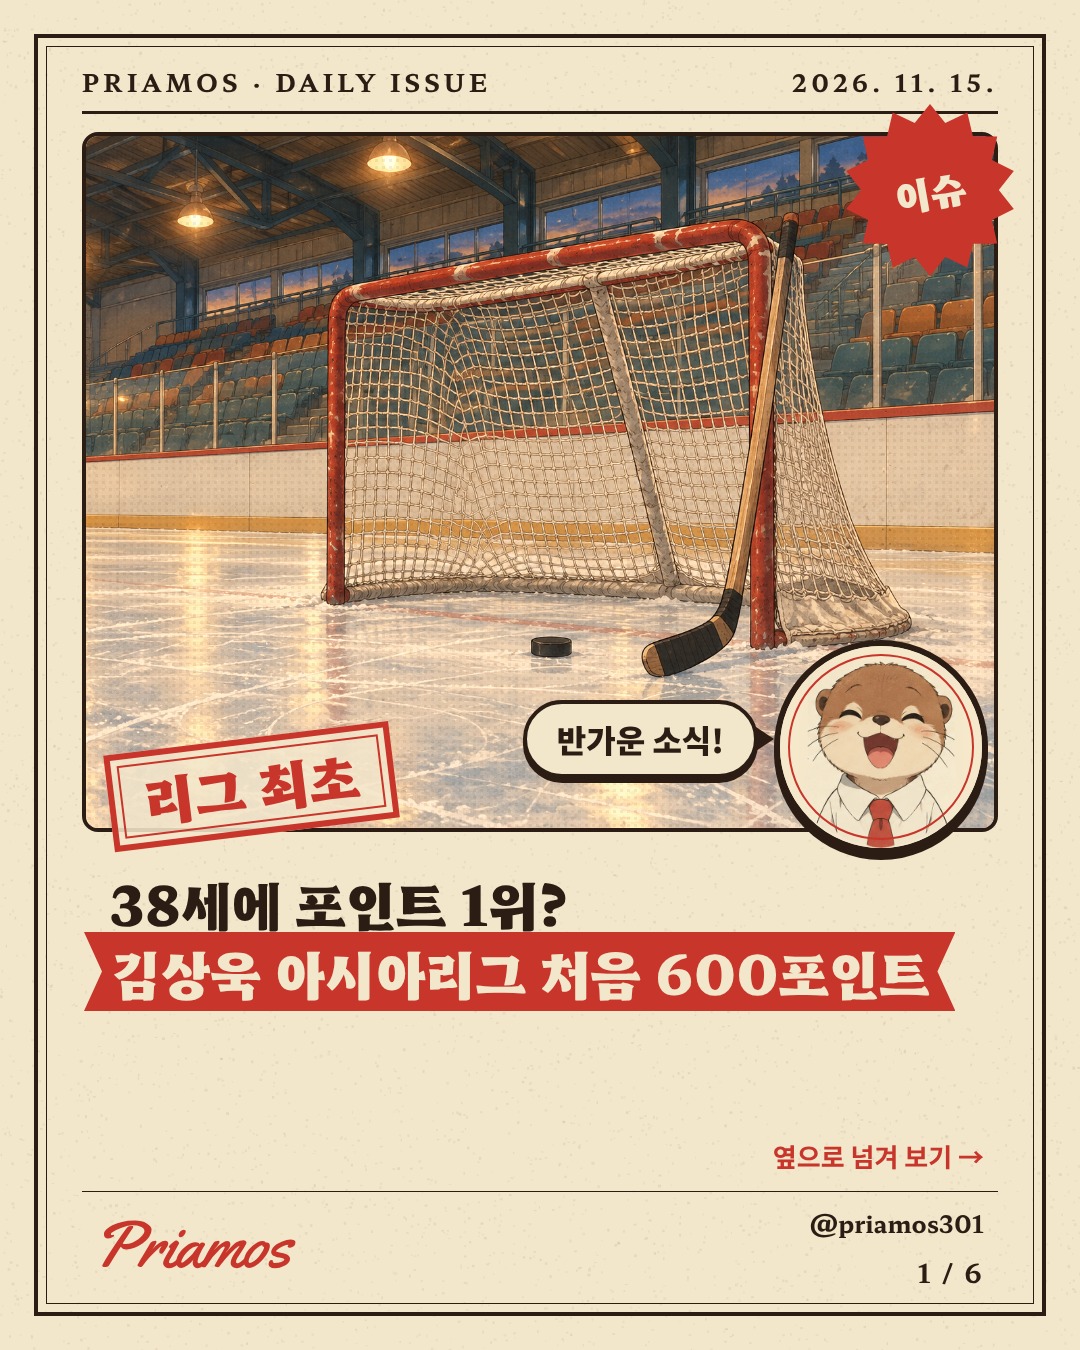 PRIAMOS · DAILY ISSUE
2026. 11. 15.
이슈
반가운 소식!
리그 최초
38세에 포인트 1위?
김상욱 아시아리그 처음 600포인트
옆으로 넘겨 보기 →
Priamos
@priamos301
1 / 6